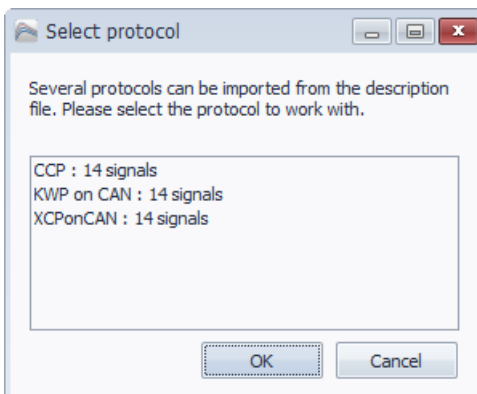 Select protocol
Several protocols can be imported from the description
file. Please select the protocol to work with.
CCP : 14 signals
KWP on CAN : 14 signals
XCPonCAN : 14 signals
OK
Cancel